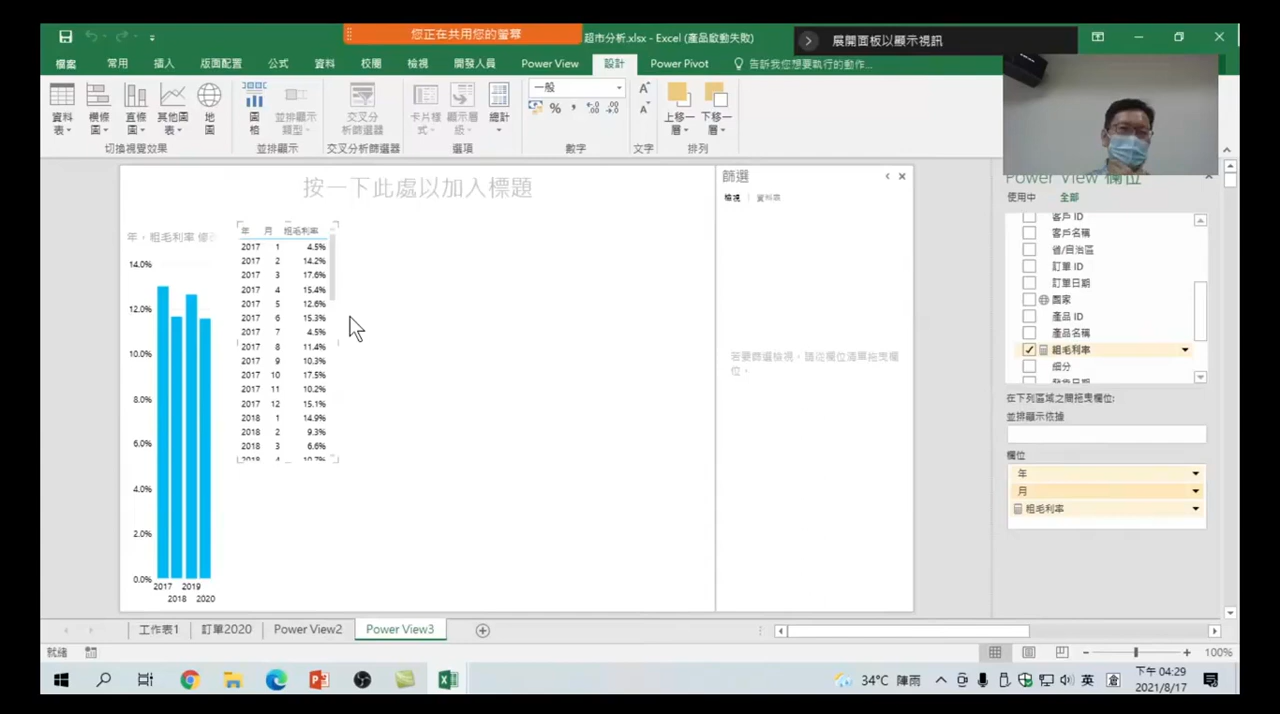 您正在共用您的螢幕
超市分析.xlsx - Excel (產品啟動失敗)
展開面板以顯示視訊
檔案 常用 插入 版面配置 公式 資料 校閱 檢視 開發人員 Power View 設計 Power Pivot 告訴我您想要執行的動作...
一般
資料表 橫條圖 直條圖 其他圖表 地圖 圖格 並排顯示類型 交叉分析篩選器 卡片樣式 顯示層級 總計 上移一層 下移一層
切換視覺效果 並排顯示 交叉分析篩選器 選項 數字 文字 排列
按一下此處以加入標題
年，粗毛利率
14.0%
12.0%
10.0%
8.0%
6.0%
4.0%
2.0%
0.0%
2017 2019
2018 2020
年 月 粗毛利率
2017 1 4.5%
2017 2 14.2%
2017 3 17.6%
2017 4 15.4%
2017 5 12.6%
2017 6 15.3%
2017 7 4.5%
2017 8 11.4%
2017 9 10.3%
2017 10 17.5%
2017 11 10.2%
2017 12 15.1%
2018 1 14.9%
2018 2 9.3%
2018 3 6.6%
2018 4 10.7%
篩選
檢視 資料表
若要篩選檢視，請從欄位清單拖曳欄
位。
Power View 欄位
使用中 全部
客戶 ID
客戶名稱
省/自治區
訂單 ID
訂單日期
國家
產品 ID
產品名稱
粗毛利率
細分
發貨日期
在下列區域之間拖曳欄位:
並排顯示依據
欄位
年
月
粗毛利率
工作表1 訂單2020 Power View2 Power View3
就緒
100%
34°C 陣雨
英
下午 04:29
2021/8/17